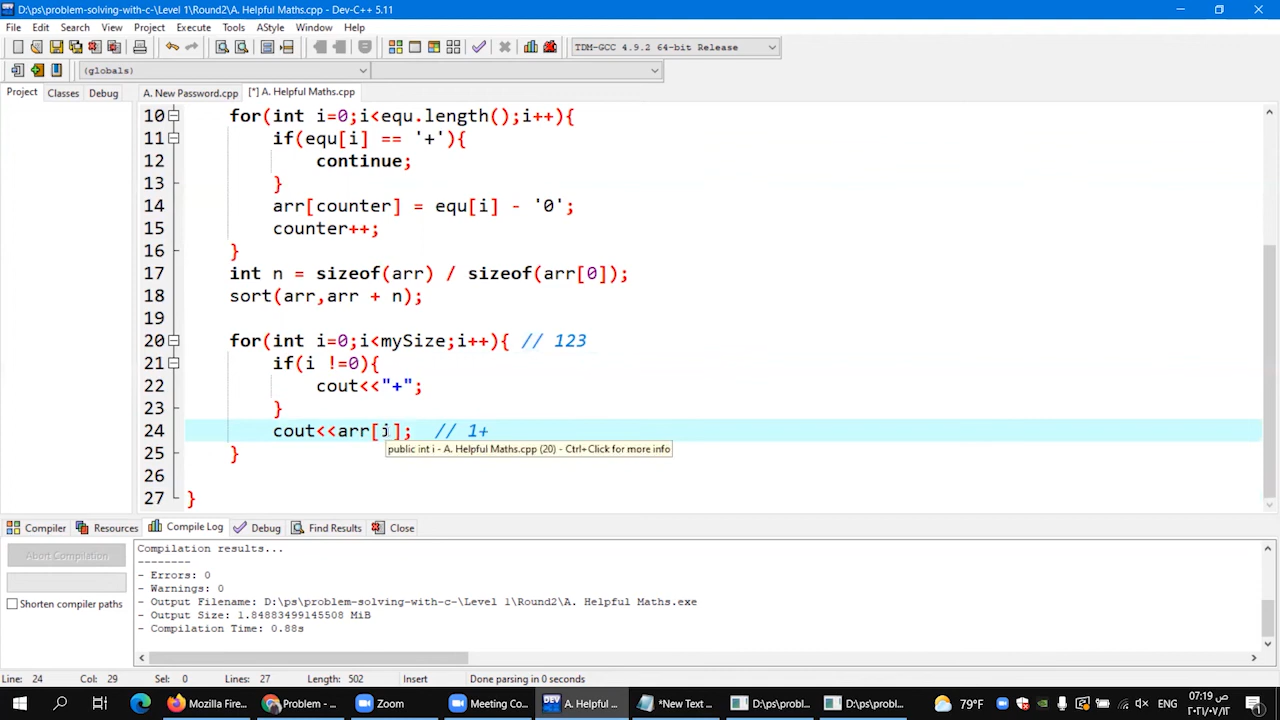 D:\ps\problem-solving-with-c-\Level 1\Round2\A. Helpful Maths.cpp - Dev-C++ 5.11
File Edit Search View Project Execute Tools AStyle Window Help
TDM-GCC 4.9.2 64-bit Release
(globals)
Project Classes Debug A. New Password.cpp [*] A. Helpful Maths.cpp
10 for(int i=0;i<equ.length();i++){
11 if(equ[i] == '+'){
12 continue;
13 }
14 arr[counter] = equ[i] - '0';
15 counter++;
16 }
17 int n = sizeof(arr) / sizeof(arr[0]);
18 sort(arr,arr + n);
19
20 for(int i=0;i<mySize;i++){ // 123
21 if(i !=0){
22 cout<<"+";
23 }
24 cout<<arr[i]; // 1+
public int i - A. Helpful Maths.cpp (20) - Ctrl+Click for more info
25 }
26
27 }
Compiler Resources Compile Log Debug Find Results Close
Abort Compilation
Shorten compiler paths
Compilation results...
--------
- Errors: 0
- Warnings: 0
- Output Filename: D:\ps\problem-solving-with-c-\Level 1\Round2\A. Helpful Maths.exe
- Output Size: 1.84883499145508 MiB
- Compilation Time: 0.88s
Line: 24 Col: 29 Sel: 0 Lines: 27 Length: 502 Insert Done parsing in 0 seconds
Mozilla Fire... Problem - ... Zoom Meeting Co... A. Helpful ... *New Text ... D:\ps\probl... D:\ps\probl... 79°F ENG
07:19 ص